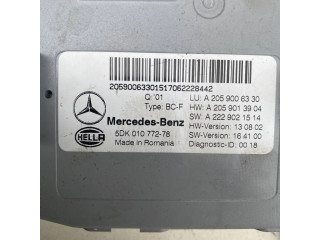 20590063301517062228442
Q:'01 LU: A 205 900 63 30
Type: BC-F HW: A 205 901 39 04
Mercedes-Benz SW: A 222 902 15 14
HELLA 5DK 010 772-78 HW-Version: 13 08 02
Made in Romania SW-Version: 16 41 00
Diagnostic-ID: 00 18